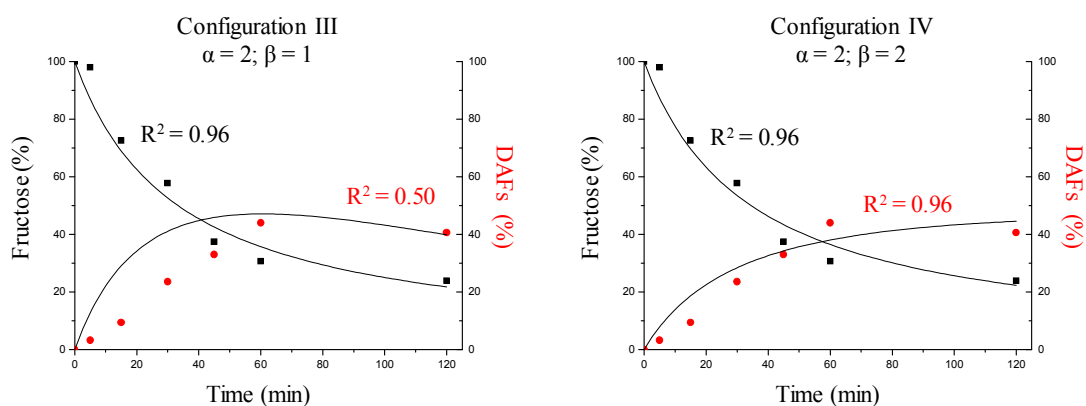 Configuration III
α = 2; β = 1
100
80
60
40
20
0
Fructose (%)
R² = 0.96
R² = 0.50
100
80
60
40
20
0
DAFs (%)
0 20 40 60 80 100 120
Time (min)
Configuration IV
α = 2; β = 2
100
80
60
40
20
0
Fructose (%)
R² = 0.96
R² = 0.96
100
80
60
40
20
0
DAFs (%)
0 20 40 60 80 100 120
Time (min)